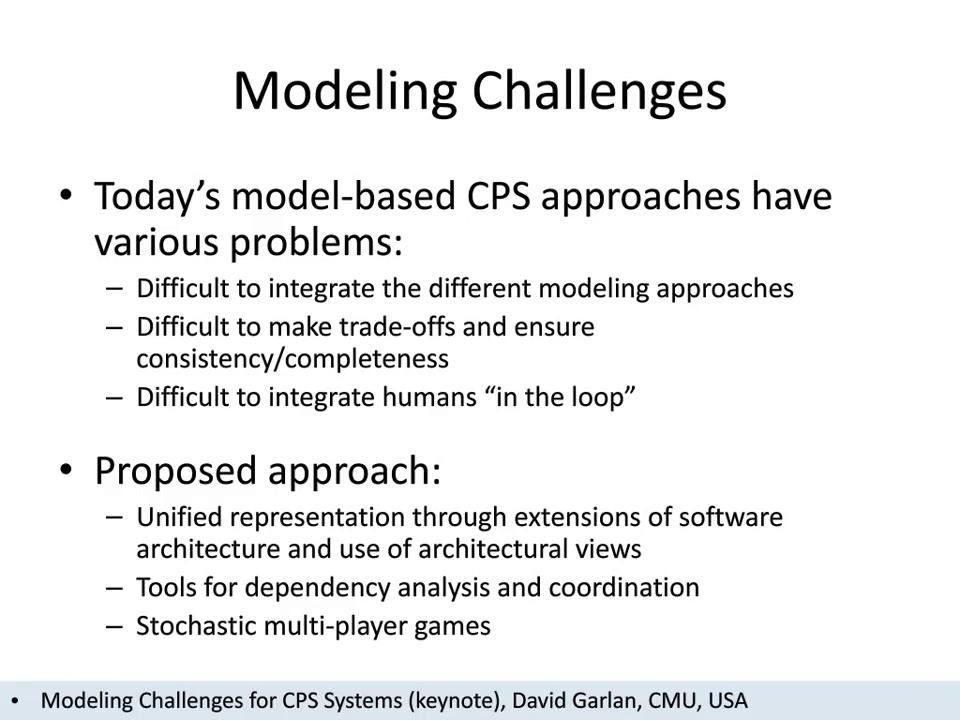 Modeling Challenges
• Today’s model-based CPS approaches have
various problems:
– Difficult to integrate the different modeling approaches
– Difficult to make trade-offs and ensure
consistency/completeness
– Difficult to integrate humans “in the loop”
• Proposed approach:
– Unified representation through extensions of software
architecture and use of architectural views
– Tools for dependency analysis and coordination
– Stochastic multi-player games
• Modeling Challenges for CPS Systems (keynote), David Garlan, CMU, USA